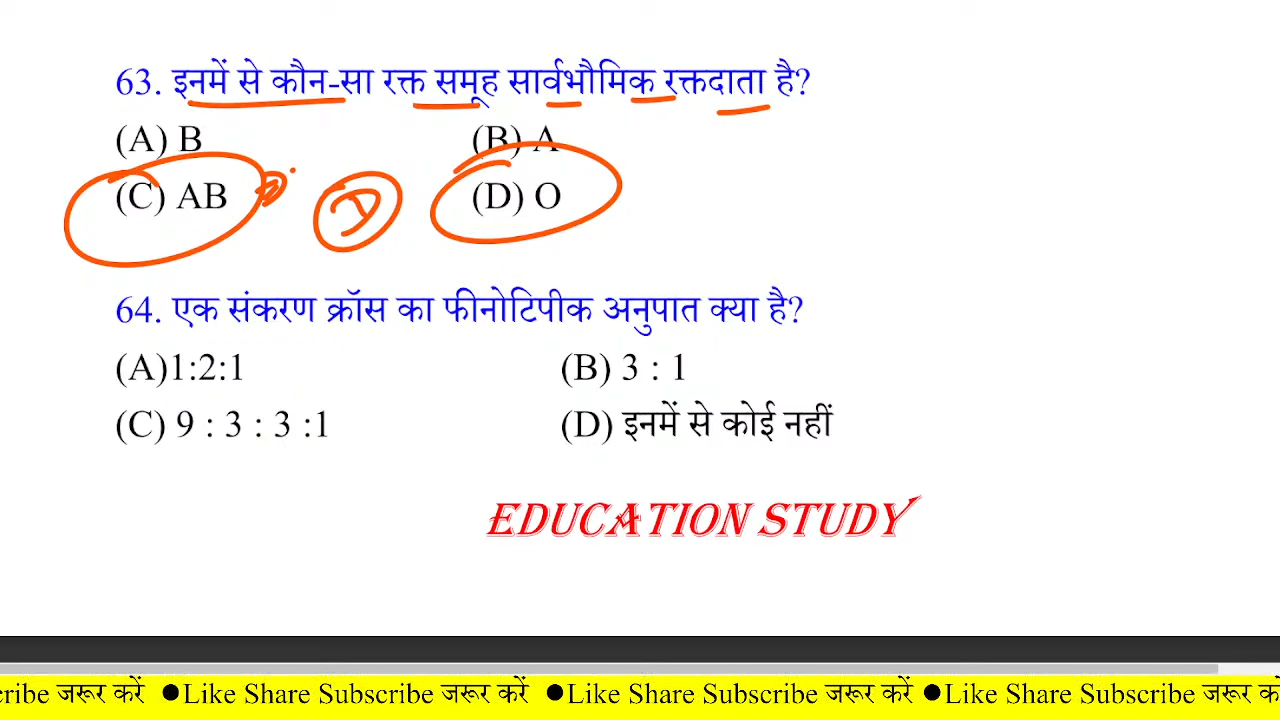 63. इनमें से कौन-सा रक्त समूह सार्वभौमिक रक्तदाता है?
(A) B (B) A
(C) AB (D) O
D
64. एक संकरण क्रॉस का फीनोटिपीक अनुपात क्या है?
(A)1:2:1 (B) 3 : 1
(C) 9 : 3 : 3 :1 (D) इनमें से कोई नहीं
EDUCATION STUDY
cribe जरूर करें ●Like Share Subscribe जरूर करें ●Like Share Subscribe जरूर करें ●Like Share Subscribe जरूर क